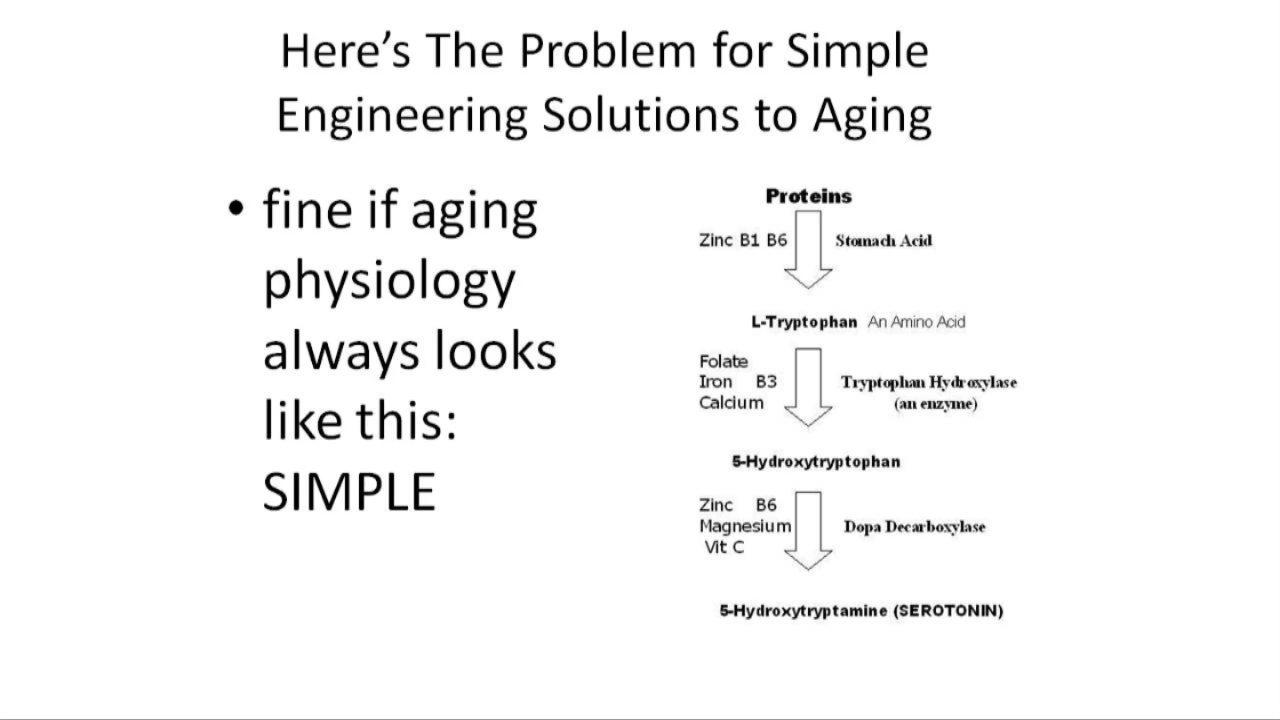 Here's The Problem for Simple
Engineering Solutions to Aging
• fine if aging
physiology
always looks
like this:
SIMPLE
Proteins
Zinc B1 B6
Stomach Acid
L-Tryptophan An Amino Acid
Folate
Iron B3
Calcium
Tryptophan Hydroxylase
(an enzyme)
5-Hydroxytryptophan
Zinc B6
Magnesium
Vit C
Dopa Decarboxylase
5-Hydroxytryptamine (SEROTONIN)